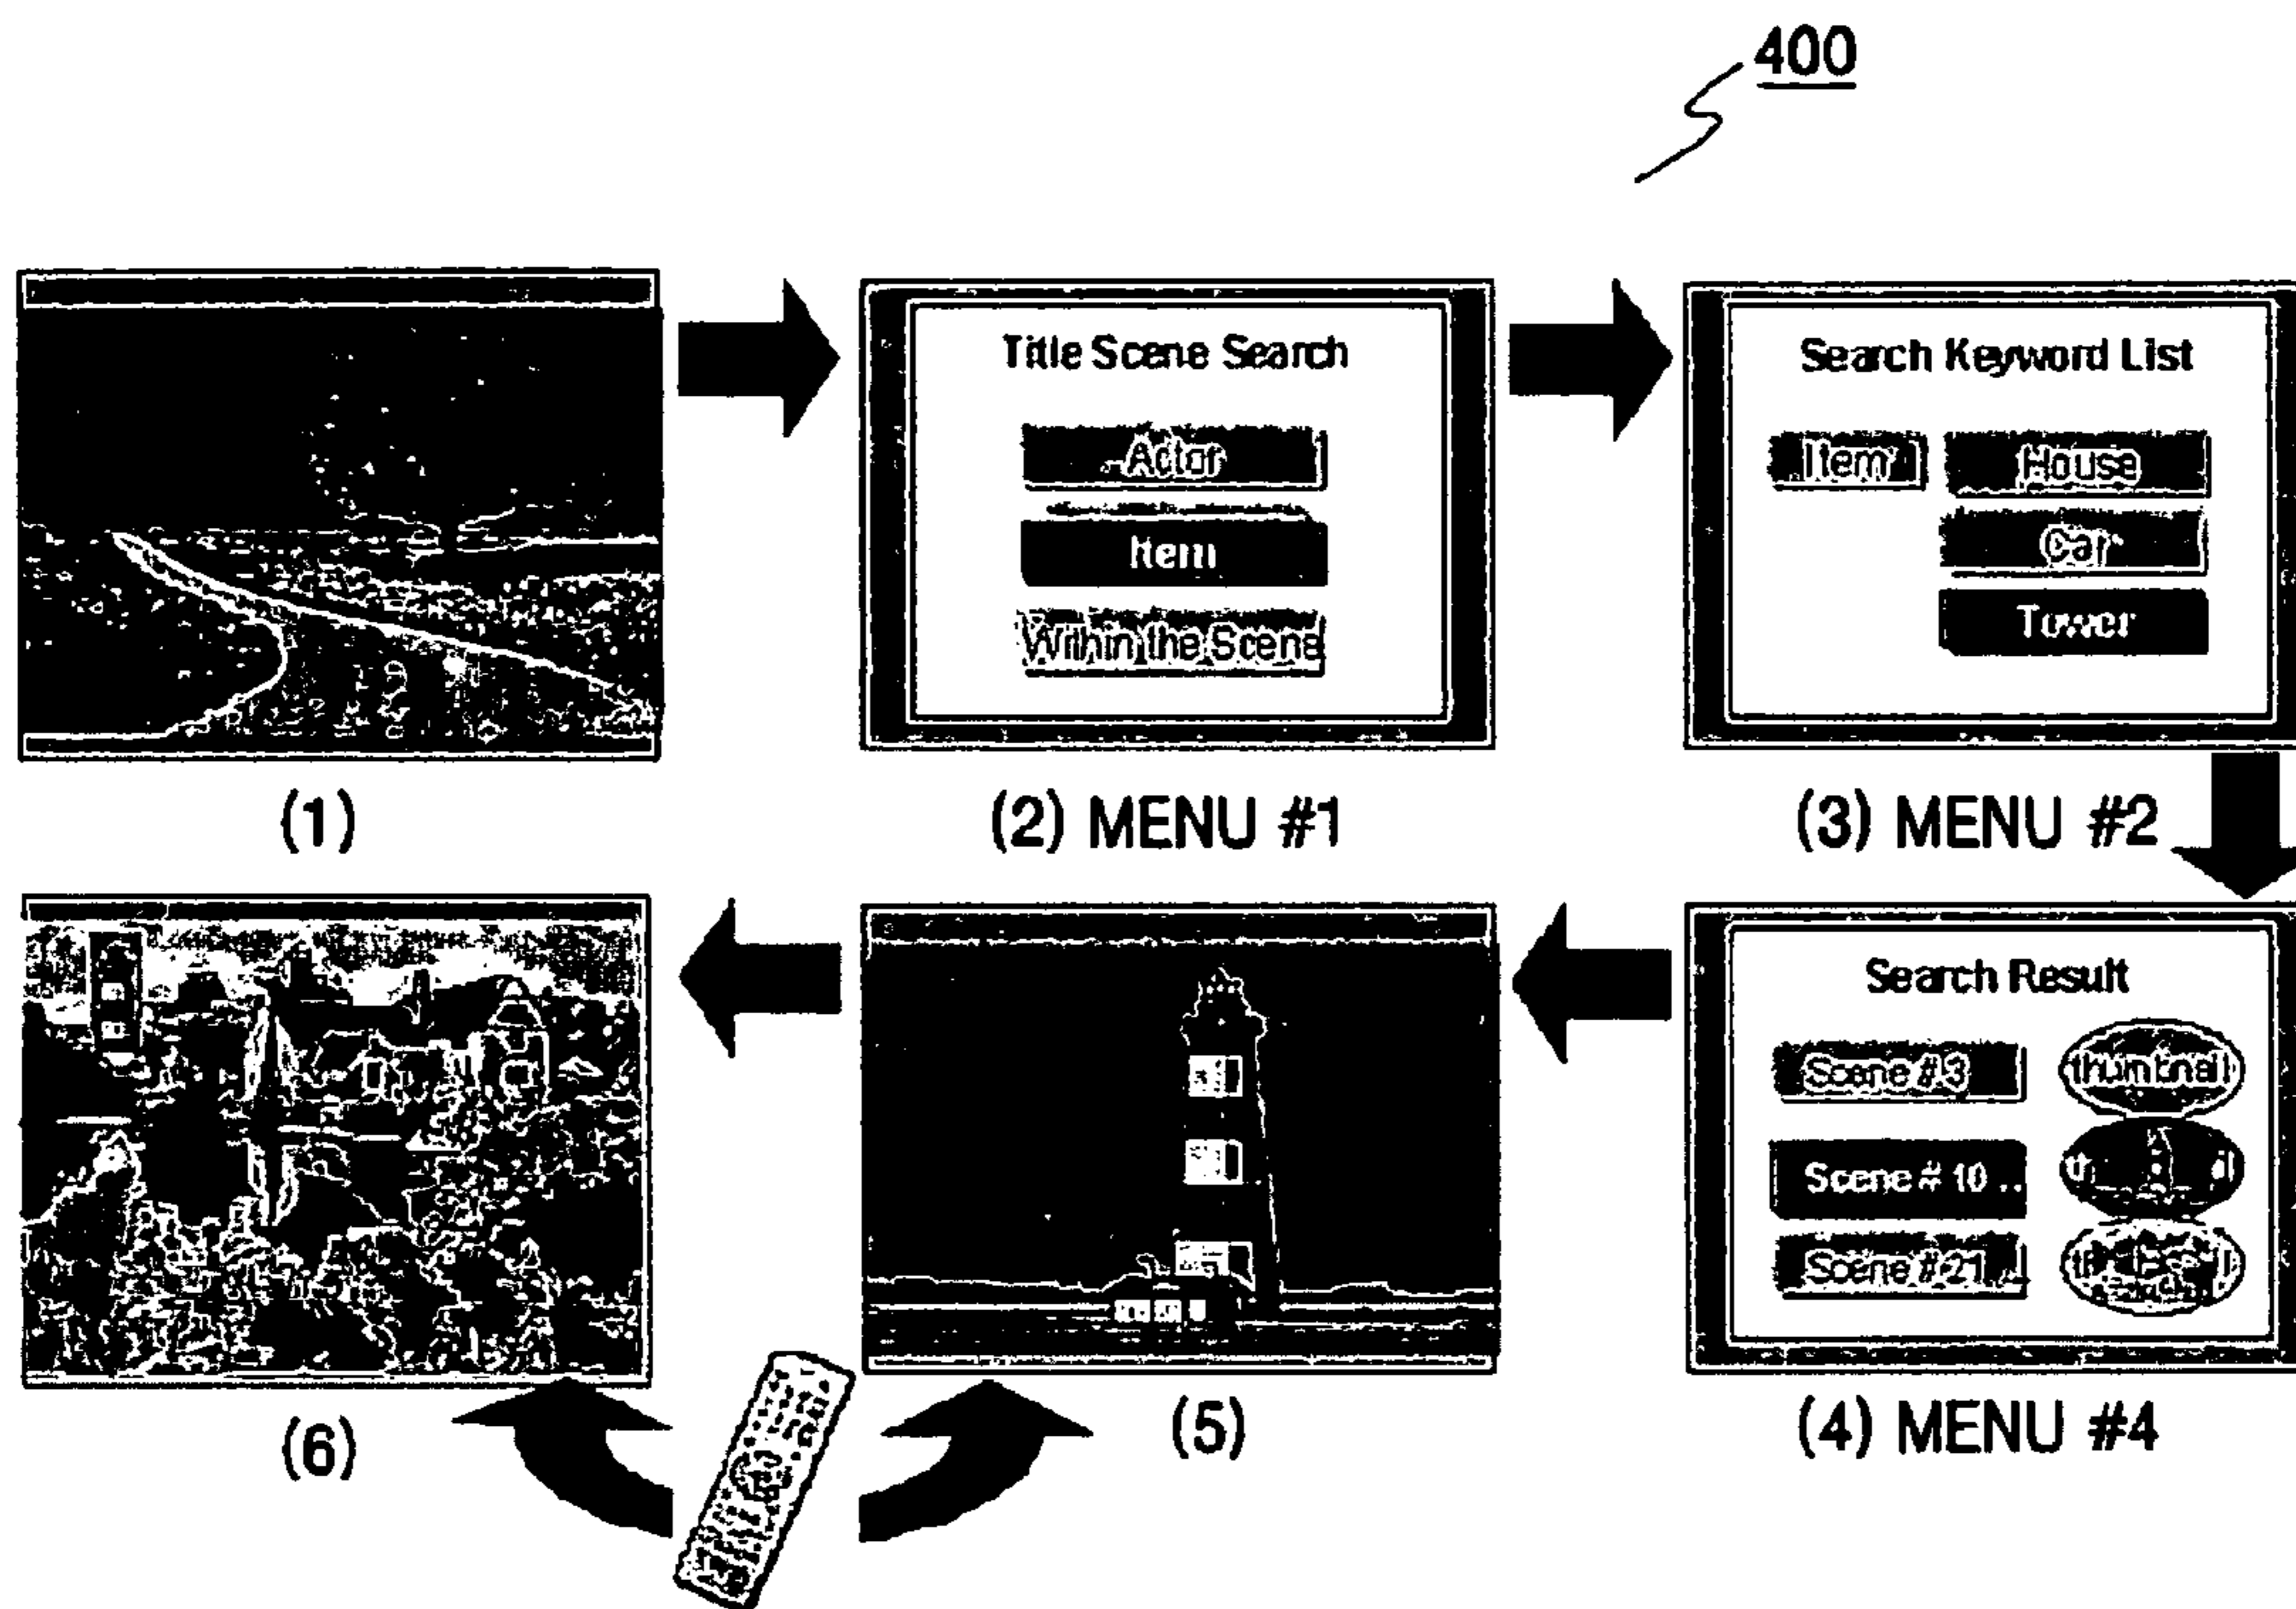 400
Title Scene Search
Actor
Item
Within the Scene
Search Keyword List
Item
House
Car
Tower
(1)
(2) MENU #1
(3) MENU #2
Search Result
Scene #3
thumbnail
Scene # 10 ..
Scene # 21
(6)
(5)
(4) MENU #4